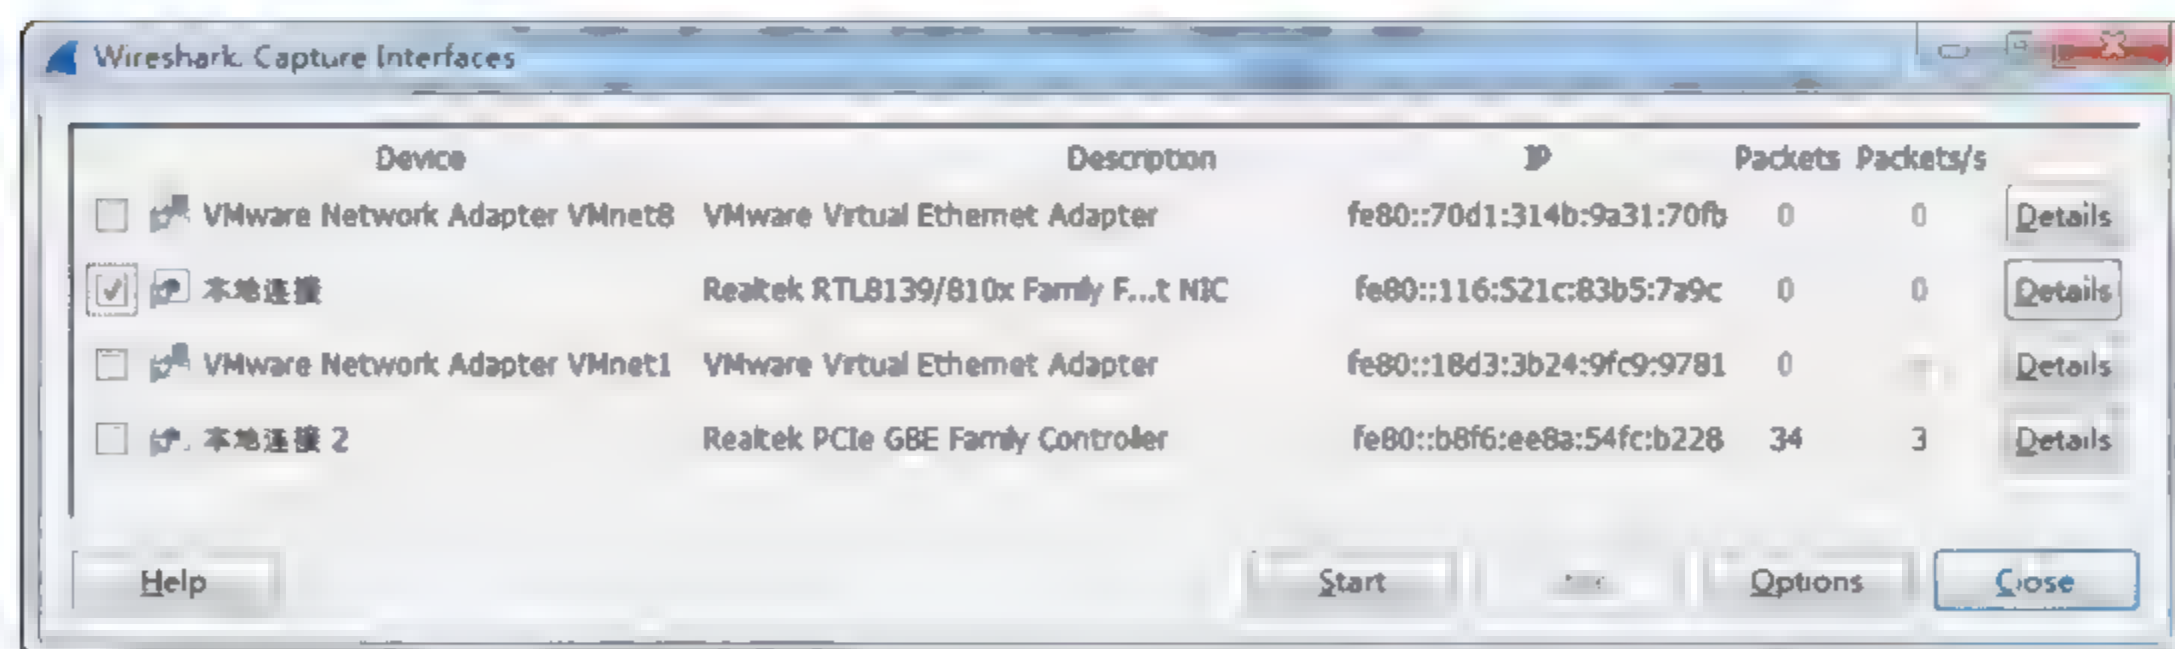 Wireshark: Capture Interfaces
Device Description IP Packets Packets/s
VMware Network Adapter VMnet8 VMware Virtual Ethernet Adapter fe80::70d1:314b:9a31:70fb 0 0 Details
本地连接 Realtek RTL8139/810x Family F...t NIC fe80::116:521c:83b5:7a9c 0 0 Details
VMware Network Adapter VMnet1 VMware Virtual Ethernet Adapter fe80::18d3:3b24:9fc9:9781 0 Details
本地连接 2 Realtek PCIe GBE Family Controller fe80::b8f6:ee8a:54fc:b228 34 3 Details
Help Start Options Close